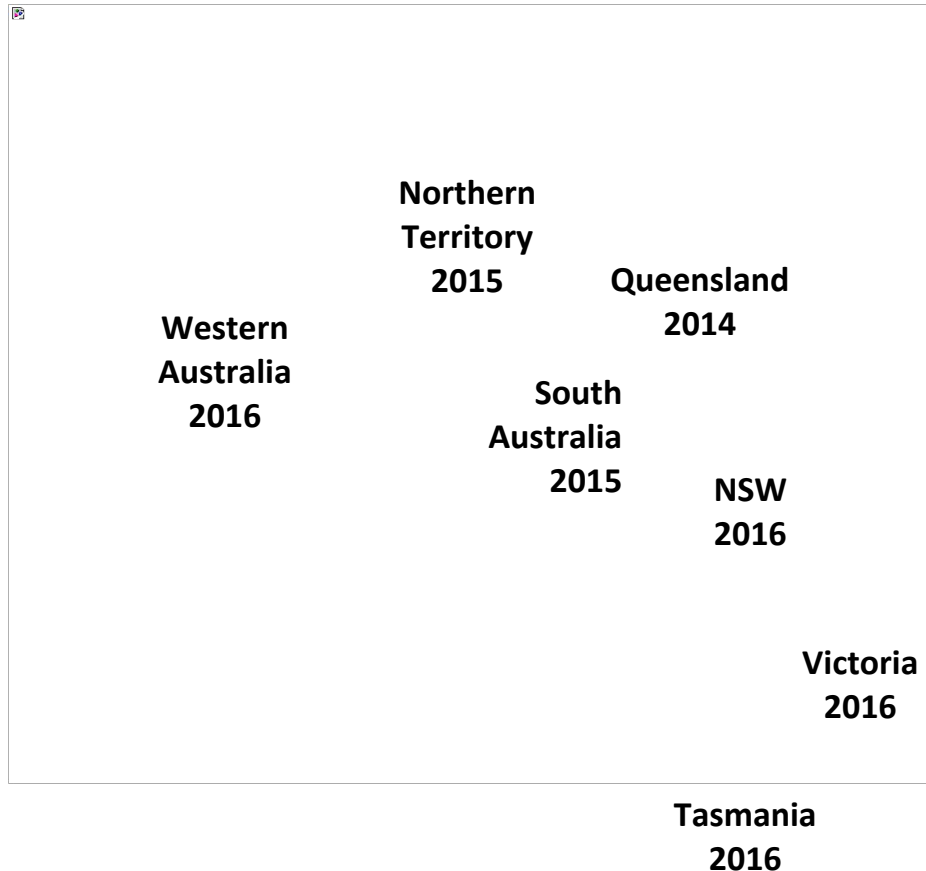 Northern
Territory
2015
Queensland
2014
Western
Australia
2016
South
Australia
2015
NSW
2016
Victoria
2016
Tasmania
2016